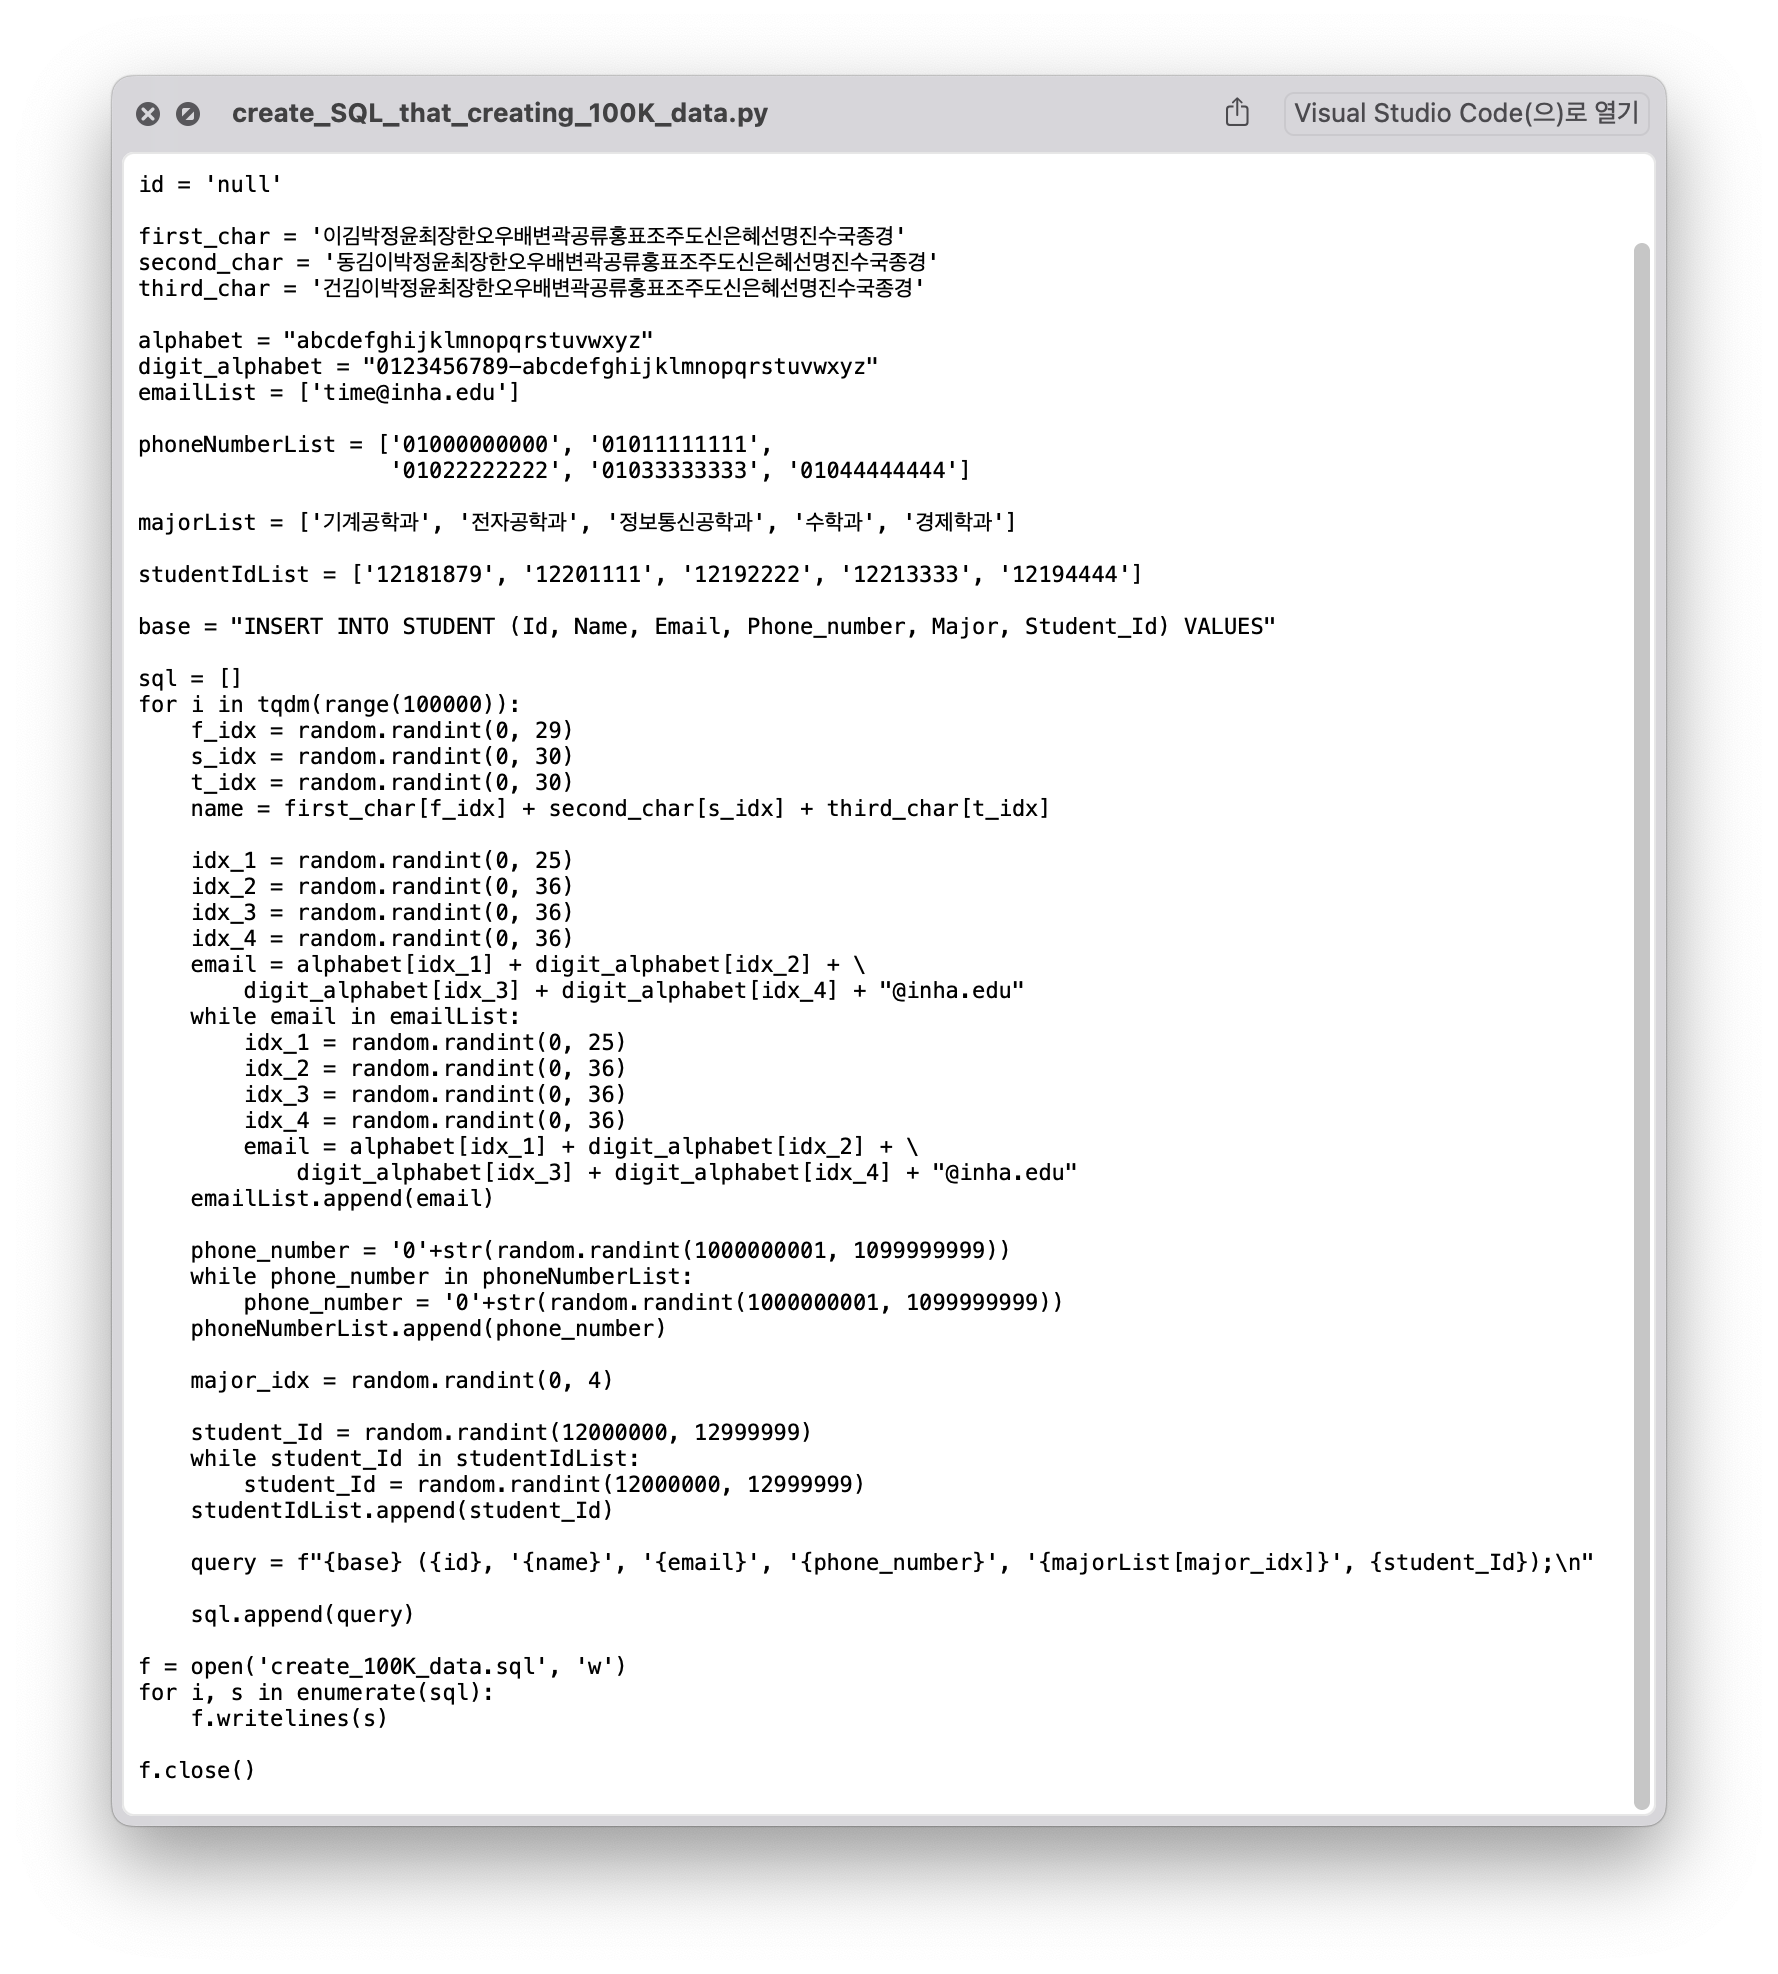 create_SQL_that_creating_100K_data.py
Visual Studio Code(으)로 열기
id = 'null'
first_char = '이김박정윤최장한오우배변곽공류홍표조주도신은혜선명진수국종경'
second_char = '동김이박정윤최장한오우배변곽공류홍표조주도신은혜선명진수국종경'
third_char = '건김이박정윤최장한오우배변곽공류홍표조주도신은혜선명진수국종경'
alphabet = "abcdefghijklmnopqrstuvwxyz"
digit_alphabet = "0123456789-abcdefghijklmnopqrstuvwxyz"
emailList = ['time@inha.edu']
phoneNumberList = ['01000000000', '01011111111',
                   '01022222222', '01033333333', '01044444444']
majorList = ['기계공학과', '전자공학과', '정보통신공학과', '수학과', '경제학과']
studentIdList = ['12181879', '12201111', '12192222', '12213333', '12194444']
base = "INSERT INTO STUDENT (Id, Name, Email, Phone_number, Major, Student_Id) VALUES"
sql = []
for i in tqdm(range(100000)):
    f_idx = random.randint(0, 29)
    s_idx = random.randint(0, 30)
    t_idx = random.randint(0, 30)
    name = first_char[f_idx] + second_char[s_idx] + third_char[t_idx]
    idx_1 = random.randint(0, 25)
    idx_2 = random.randint(0, 36)
    idx_3 = random.randint(0, 36)
    idx_4 = random.randint(0, 36)
    email = alphabet[idx_1] + digit_alphabet[idx_2] + \
        digit_alphabet[idx_3] + digit_alphabet[idx_4] + "@inha.edu"
    while email in emailList:
        idx_1 = random.randint(0, 25)
        idx_2 = random.randint(0, 36)
        idx_3 = random.randint(0, 36)
        idx_4 = random.randint(0, 36)
        email = alphabet[idx_1] + digit_alphabet[idx_2] + \
            digit_alphabet[idx_3] + digit_alphabet[idx_4] + "@inha.edu"
    emailList.append(email)
    phone_number = '0'+str(random.randint(1000000001, 1099999999))
    while phone_number in phoneNumberList:
        phone_number = '0'+str(random.randint(1000000001, 1099999999))
    phoneNumberList.append(phone_number)
    major_idx = random.randint(0, 4)
    student_Id = random.randint(12000000, 12999999)
    while student_Id in studentIdList:
        student_Id = random.randint(12000000, 12999999)
    studentIdList.append(student_Id)
    query = f"{base} ({id}, '{name}', '{email}', '{phone_number}', '{majorList[major_idx]}', {student_Id});\n"
    sql.append(query)
f = open('create_100K_data.sql', 'w')
for i, s in enumerate(sql):
    f.writelines(s)
f.close()